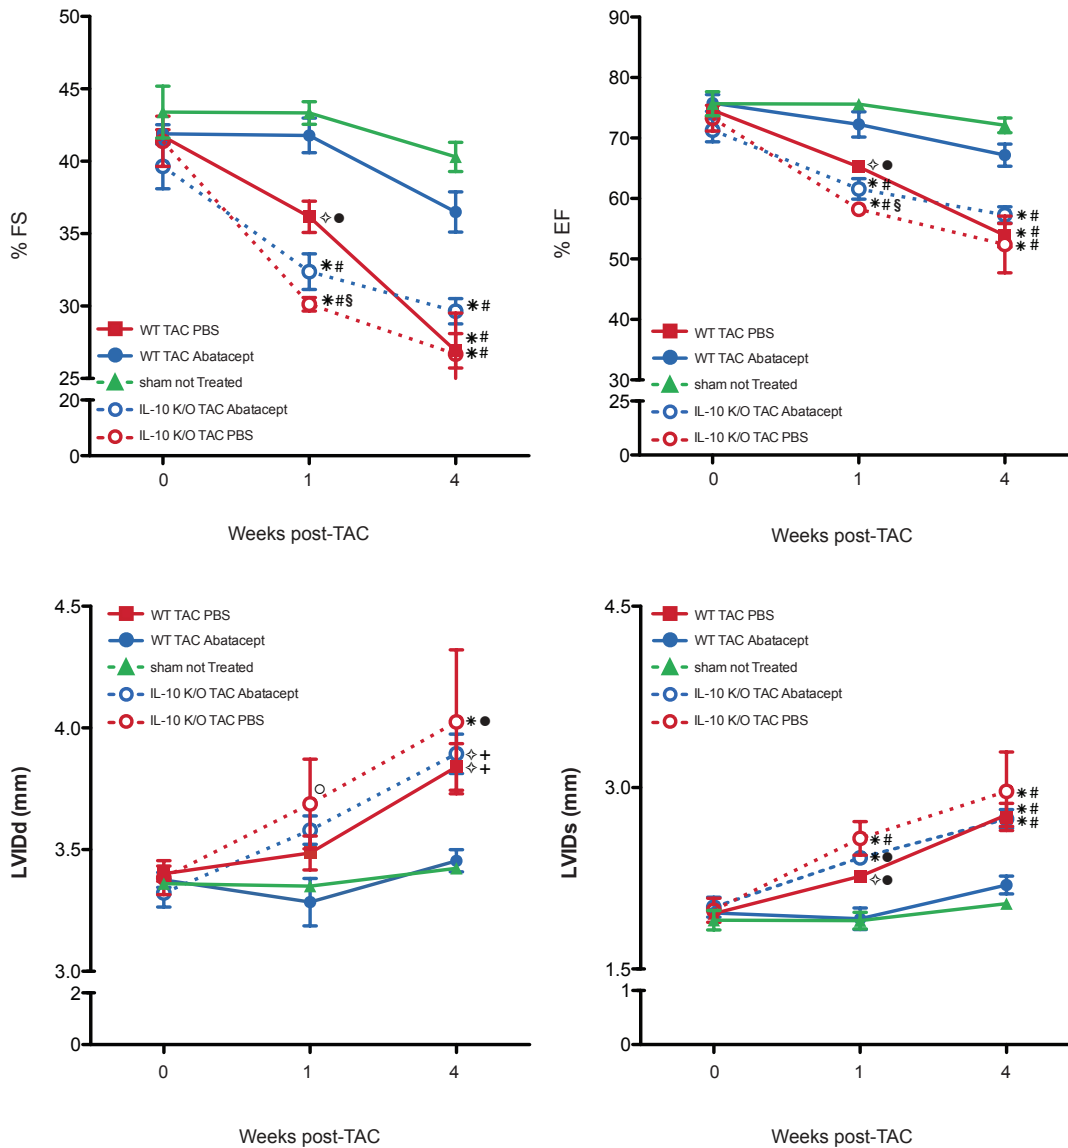 50
45
40
35
30
25
20
0
% FS
✧●
✳#
✳#§
✳#
✳#
✳#
WT TAC PBS
WT TAC Abatacept
sham not Treated
IL-10 K/O TAC Abatacept
IL-10 K/O TAC PBS
0 1 4
Weeks post-TAC
90
80
70
60
50
40
30
25
0
% EF
✧●
✳#
✳#§
✳#
✳#
✳#
WT TAC PBS
WT TAC Abatacept
sham not Treated
IL-10 K/O TAC Abatacept
IL-10 K/O TAC PBS
0 1 4
Weeks post-TAC
4.5
4.0
3.5
3.0
2
0
LVIDd (mm)
WT TAC PBS
WT TAC Abatacept
sham not Treated
IL-10 K/O TAC Abatacept
IL-10 K/O TAC PBS
○
✳●
✧+
✧+
0 1 4
Weeks post-TAC
4.5
3.0
1.5
1
0
LVIDs (mm)
WT TAC PBS
WT TAC Abatacept
sham not Treated
IL-10 K/O TAC Abatacept
IL-10 K/O TAC PBS
✳#
✳●
✧●
✳#
✳#
✳#
0 1 4
Weeks post-TAC